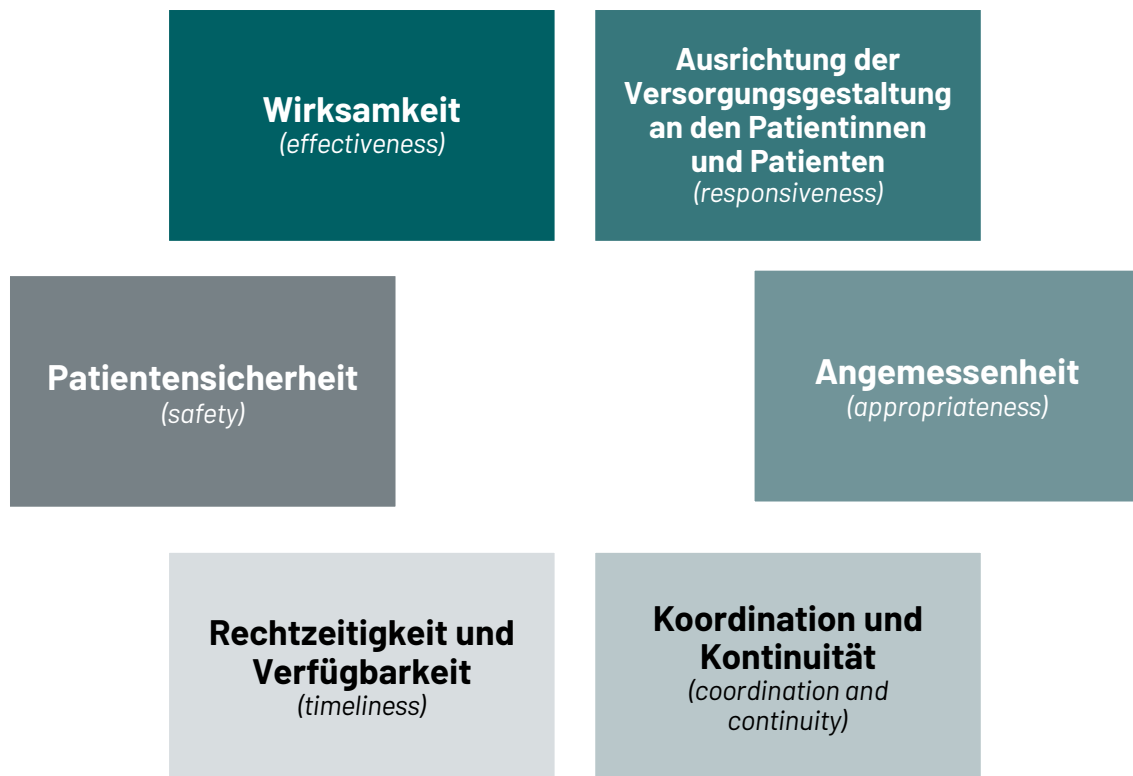 Wirksamkeit
(effectiveness)
Ausrichtung der
Versorgungsgestaltung
an den Patientinnen
und Patienten
(responsiveness)
Patientensicherheit
(safety)
Angemessenheit
(appropriateness)
Rechtzeitigkeit und
Verfügbarkeit
(timeliness)
Koordination und
Kontinuität
(coordination and
continuity)